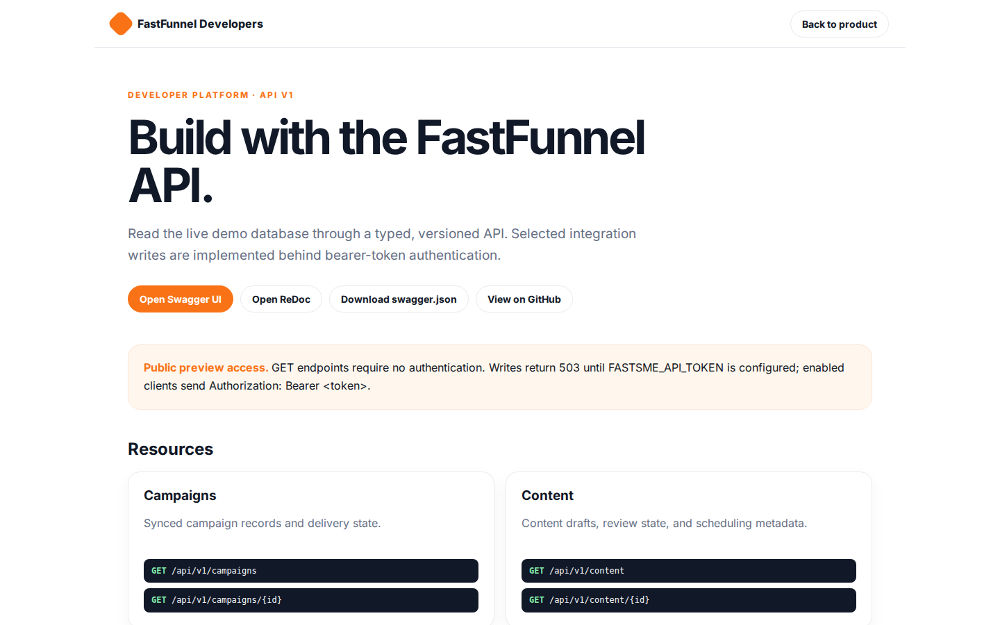 FastFunnel Developers
Back to product
DEVELOPER PLATFORM · API V1
Build with the FastFunnel
API.
Read the live demo database through a typed, versioned API. Selected integration
writes are implemented behind bearer-token authentication.
Open Swagger UI
Open ReDoc
Download swagger.json
View on GitHub
Public preview access. GET endpoints require no authentication. Writes return 503 until FASTSME_API_TOKEN is configured; enabled
clients send Authorization: Bearer <token>.
Resources
Campaigns
Synced campaign records and delivery state.
GET /api/v1/campaigns
GET /api/v1/campaigns/{id}
Content
Content drafts, review state, and scheduling metadata.
GET /api/v1/content
GET /api/v1/content/{id}